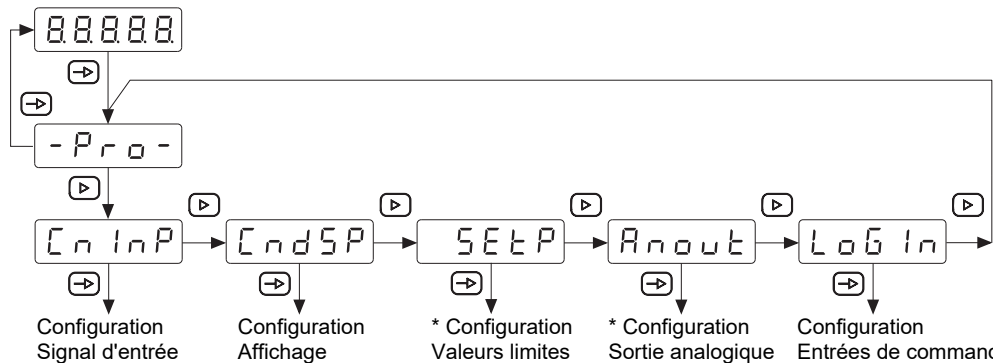 8.8.8.8.8.
-Pro-
CnInP
CndSP
SEtP
Anout
LoGIn
Configuration
Signal d'entrée
Configuration
Affichage
* Configuration
Valeurs limites
* Configuration
Sortie analogique
Configuration
Entrées de command